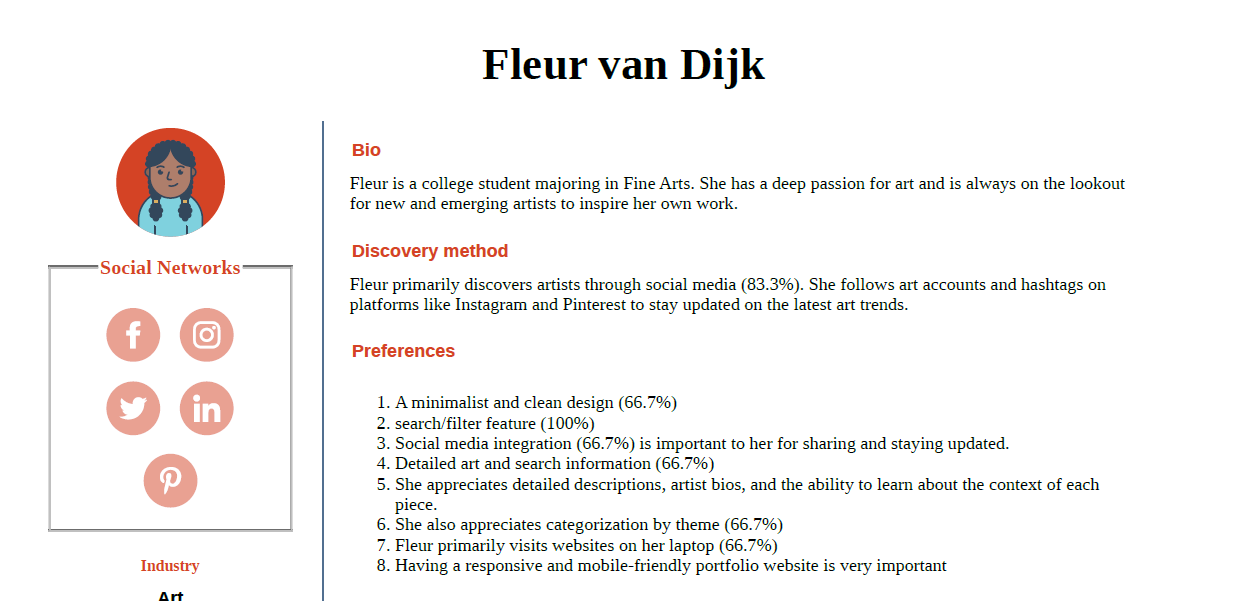 Fleur van Dijk
Social Networks
Industry
Art
Bio
Fleur is a college student majoring in Fine Arts. She has a deep passion for art and is always on the lookout
for new and emerging artists to inspire her own work.
Discovery method
Fleur primarily discovers artists through social media (83.3%). She follows art accounts and hashtags on
platforms like Instagram and Pinterest to stay updated on the latest art trends.
Preferences
1. A minimalist and clean design (66.7%)
2. search/filter feature (100%)
3. Social media integration (66.7%) is important to her for sharing and staying updated.
4. Detailed art and search information (66.7%)
5. She appreciates detailed descriptions, artist bios, and the ability to learn about the context of each
piece.
6. She also appreciates categorization by theme (66.7%)
7. Fleur primarily visits websites on her laptop (66.7%)
8. Having a responsive and mobile-friendly portfolio website is very important